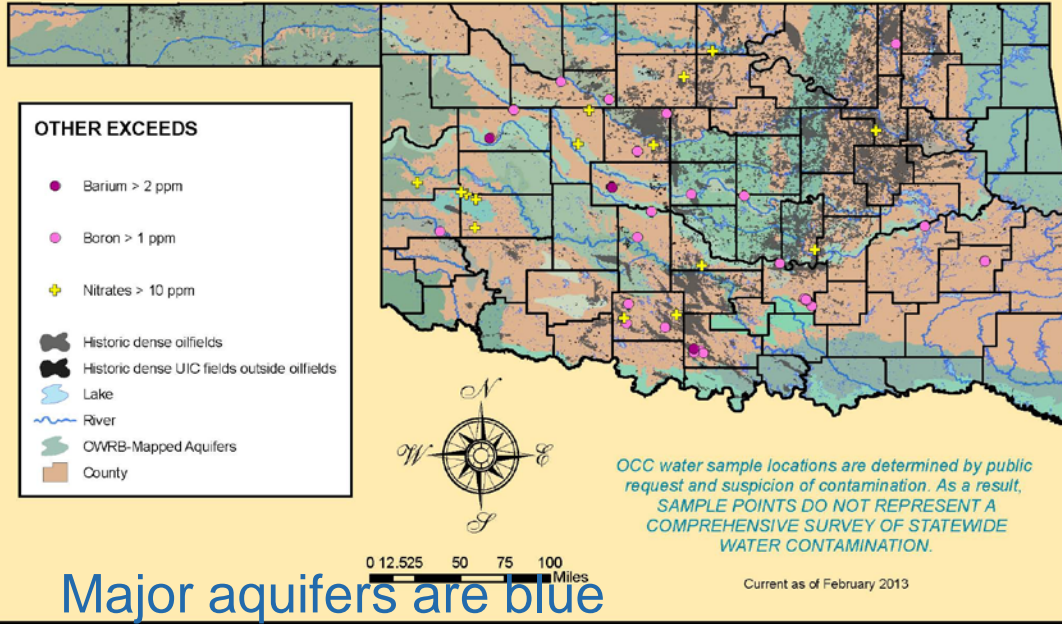 OTHER EXCEEDS
Barium > 2 ppm
Boron > 1 ppm
Nitrates > 10 ppm
Historic dense oilfields
Historic dense UIC fields outside oilfields
Lake
River
OWRB-Mapped Aquifers
County
N
W
E
S
OCC water sample locations are determined by public
request and suspicion of contamination. As a result,
SAMPLE POINTS DO NOT REPRESENT A
COMPREHENSIVE SURVEY OF STATEWIDE
WATER CONTAMINATION.
0 12.525 50 75 100
Miles
Current as of February 2013
Major aquifers are blue